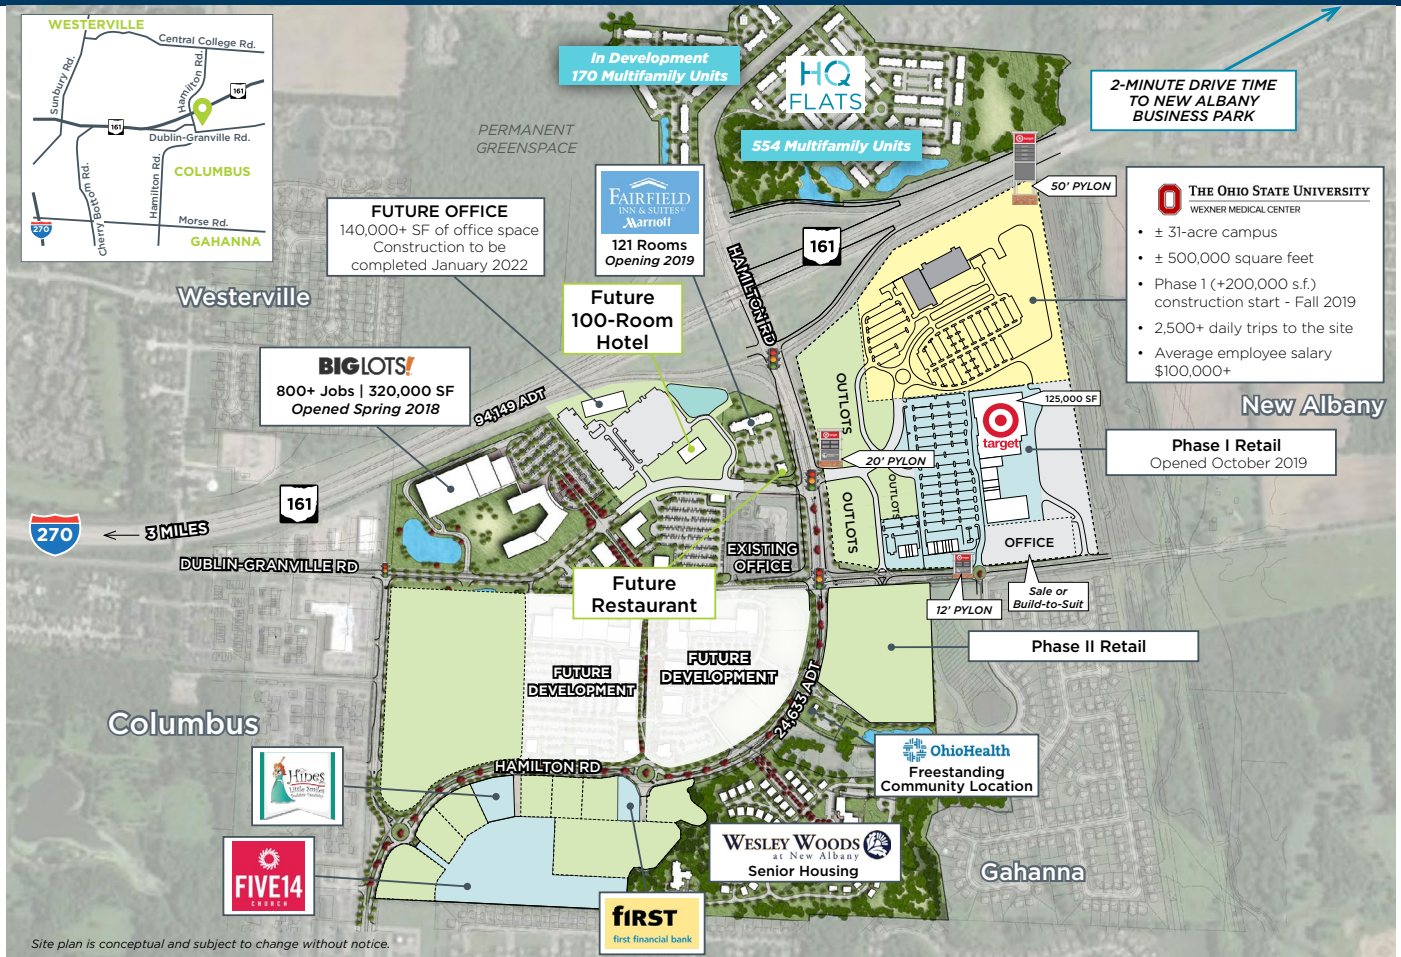 WESTERVILLE
Central College Rd.
Sunbury Rd.
Hamilton Rd.
161
161
Dublin-Granville Rd.
COLUMBUS
Cherry Bottom Rd.
Hamilton Rd.
Morse Rd.
270
GAHANNA
In Development
170 Multifamily Units
HQ
FLATS
554 Multifamily Units
PERMANENT
GREENSPACE
2-MINUTE DRIVE TIME
TO NEW ALBANY
BUSINESS PARK
target
50' PYLON
THE OHIO STATE UNIVERSITY
WEXNER MEDICAL CENTER
• ± 31-acre campus
• ± 500,000 square feet
• Phase 1 (+200,000 s.f.)
construction start - Fall 2019
• 2,500+ daily trips to the site
• Average employee salary
$100,000+
FUTURE OFFICE
140,000+ SF of office space
Construction to be
completed January 2022
FAIRFIELD
INN & SUITES®
Marriott
121 Rooms
Opening 2019
HAMILTON RD
161
Westerville
Future
100-Room
Hotel
BIG LOTS!
800+ Jobs | 320,000 SF
Opened Spring 2018
94,149 ADT
OUTLOTS
125,000 SF
target
New Albany
Phase I Retail
Opened October 2019
20' PYLON
OUTLOTS
OUTLOTS
161
270
3 MILES
DUBLIN-GRANVILLE RD
EXISTING
OFFICE
OFFICE
Future
Restaurant
12' PYLON
Sale or
Build-to-Suit
Phase II Retail
FUTURE
DEVELOPMENT
FUTURE
DEVELOPMENT
24,633 ADT
Columbus
HAMILTON RD
Hines
Little Smiles
OhioHealth
Freestanding
Community Location
WESLEY WOODS
at New Albany
Senior Housing
Gahanna
FIVE14
CHURCH
fIRST
first financial bank
Site plan is conceptual and subject to change without notice.